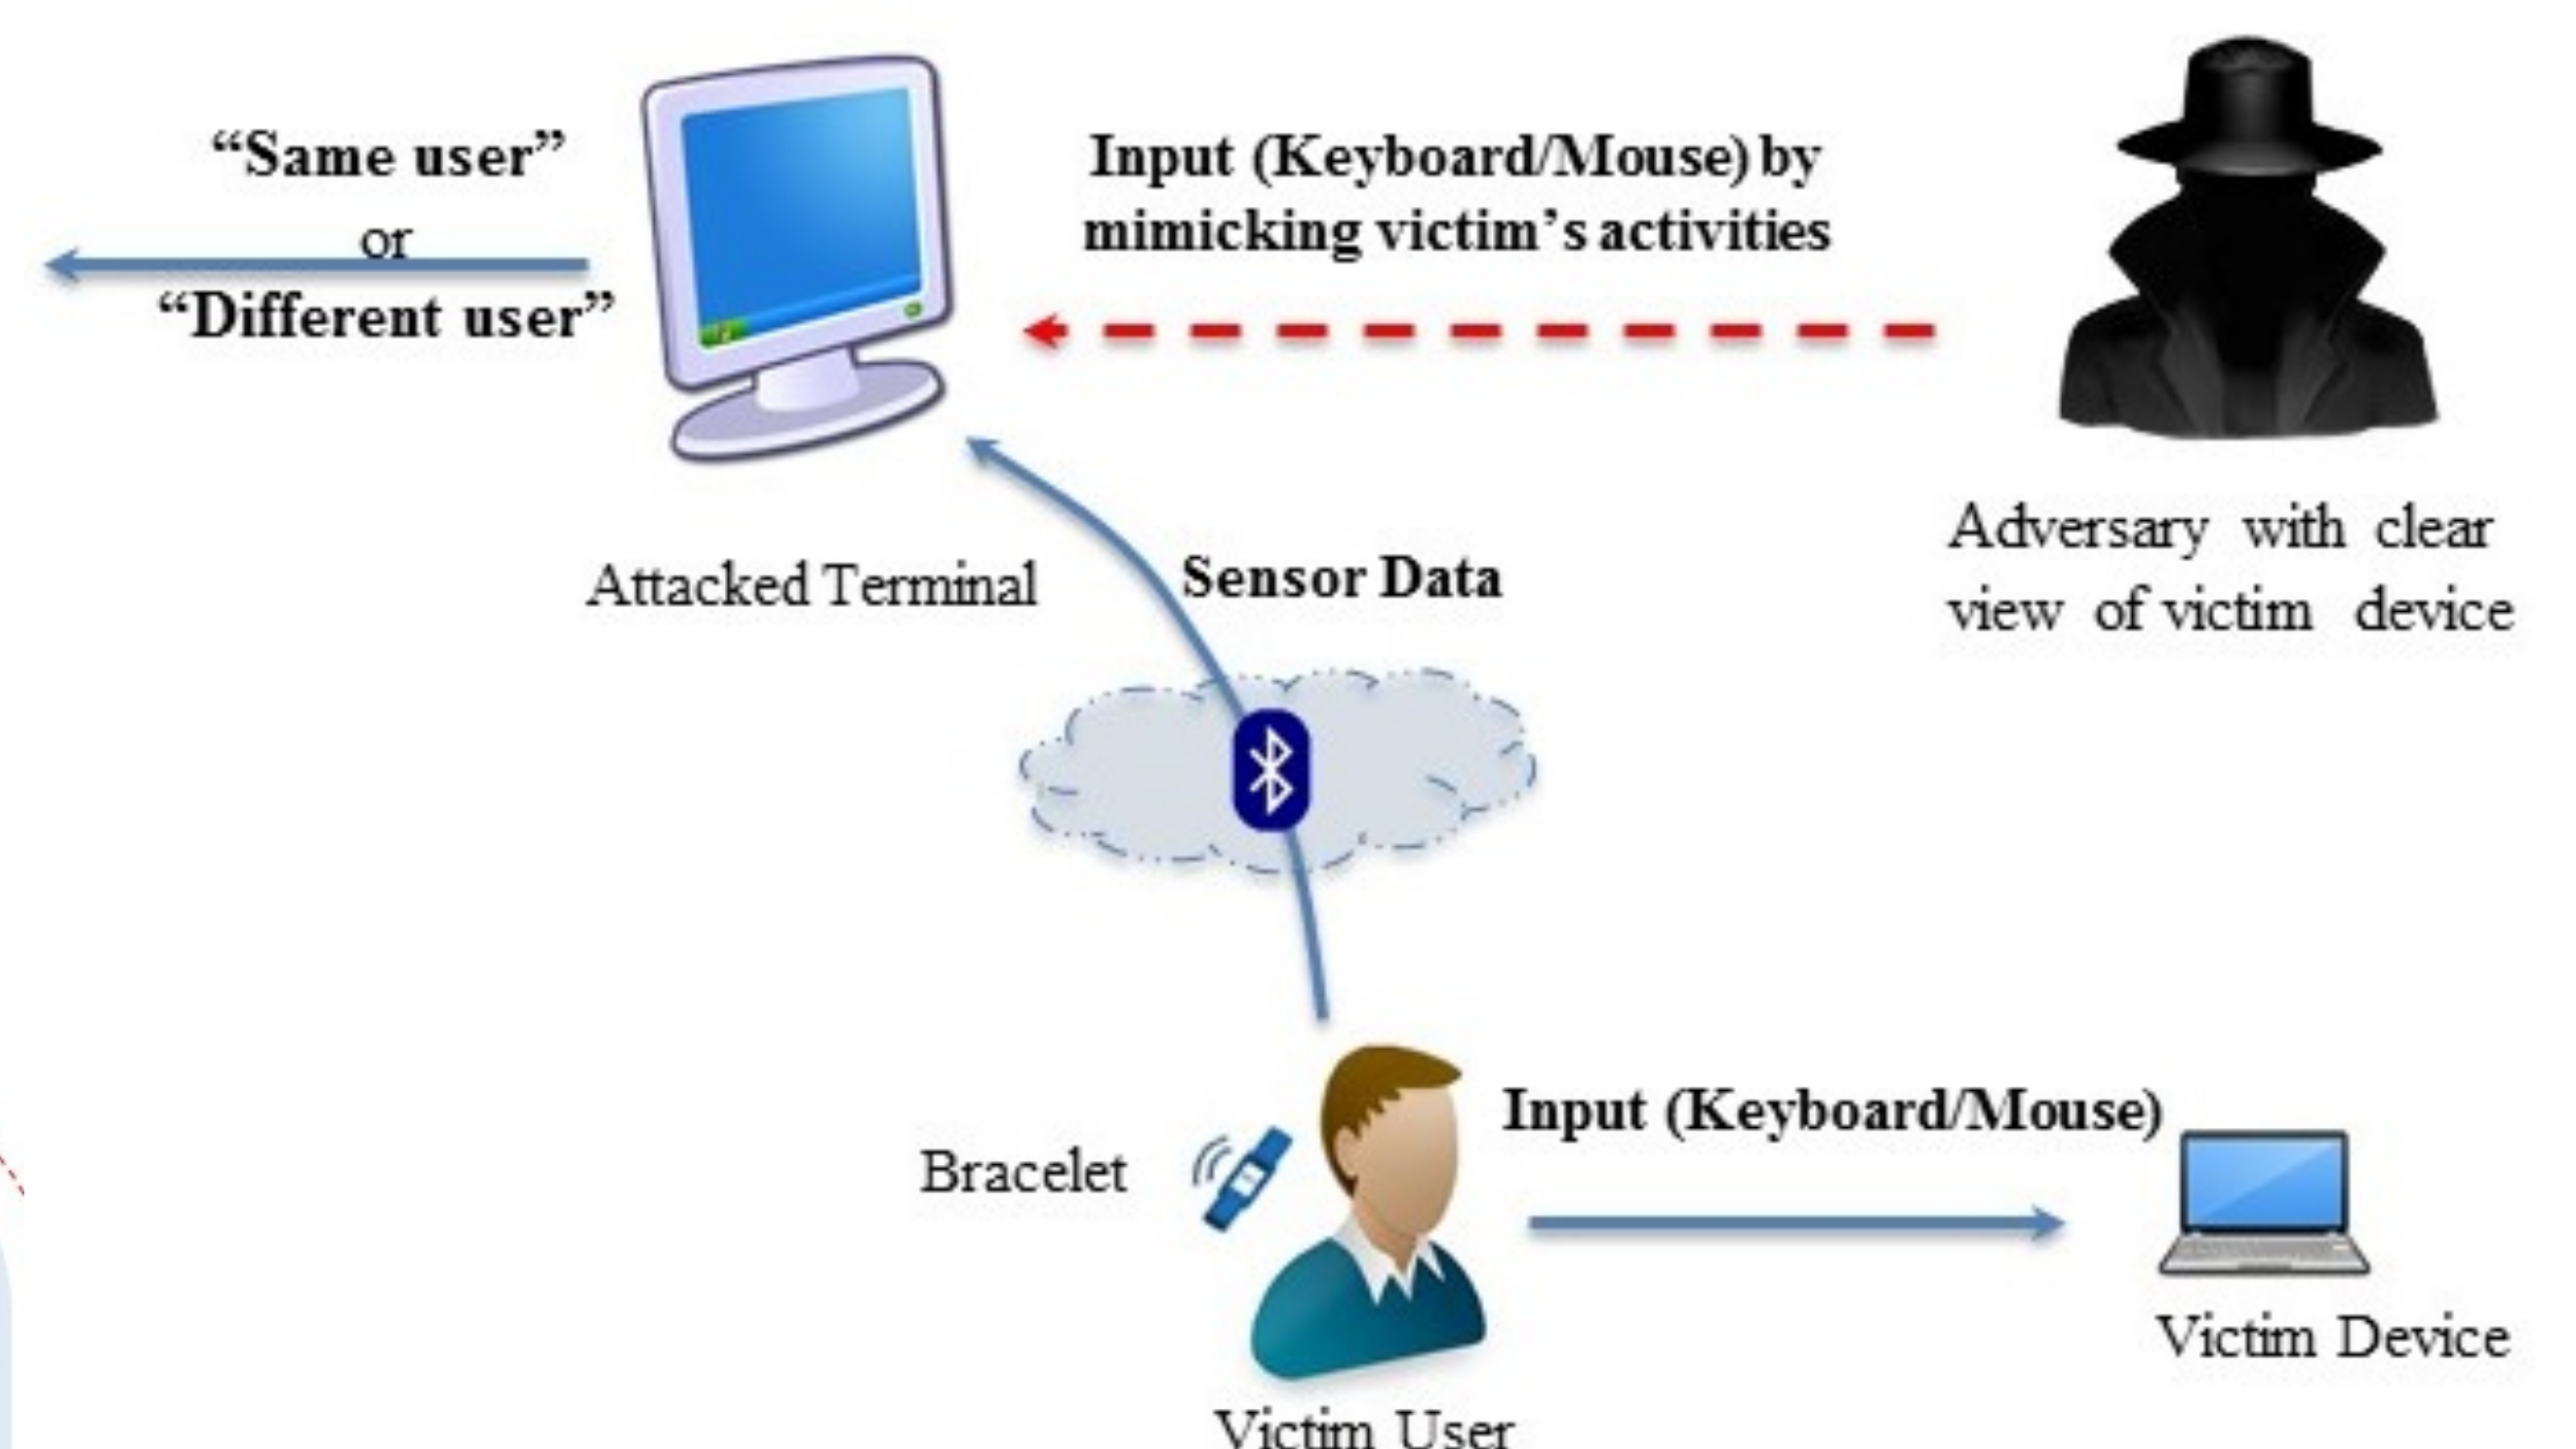 “Same user”
or
“Different user”
Input (Keyboard/Mouse) by
mimicking victim’s activities
Adversary with clear
view of victim device
Attacked Terminal
Sensor Data
Bracelet
Input (Keyboard/Mouse)
Victim Device
Victim User